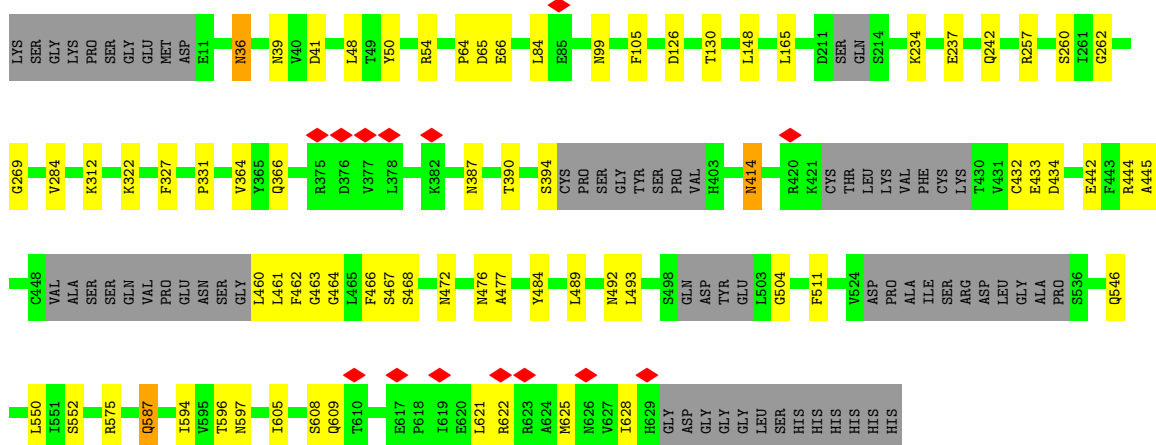 LYS SER GLY LYS PRO SER GLY GLU MET ASP E11 N36 N39 V40 D41 L48 T49 Y50 R54 P64 D65 E66 L84 E85 N99 F105 D126 T130 L148 L165 D211 SER GLN S214 K234 E237 Q242 R257 S260 I261 G262
G269 V284 K312 K322 F327 P331 V364 Y365 Q366 R375 D376 V377 L378 K382 N387 T390 S394 CYS PRO SER GLY TYR SER PRO VAL H403 N414 R420 K421 CYS THR LEU LYS VAL PHE CYS LYS T430 V431 C432 E433 D434 E442 F443 R444 A445
C448 VAL ALA SER SER GLN VAL PRO GLU ASN SER GLY L460 L461 F462 G463 G464 L465 F466 S467 S468 N472 N476 A477 Y484 L489 N492 L493 S498 GLN ASP TYR GLU L503 G504 F511 V524 ASP PRO ALA ILE SER ARG ASP LEU GLY ALA PRO S536 Q546
L550 I551 S552 R575 Q587 I594 V595 T596 N597 I605 S608 Q609 T610 E617 P618 I619 E620 L621 R622 R623 A624 M625 N626 V627 I628 H629 GLY ASP GLY GLY GLY LEU SER HIS HIS HIS HIS HIS HIS